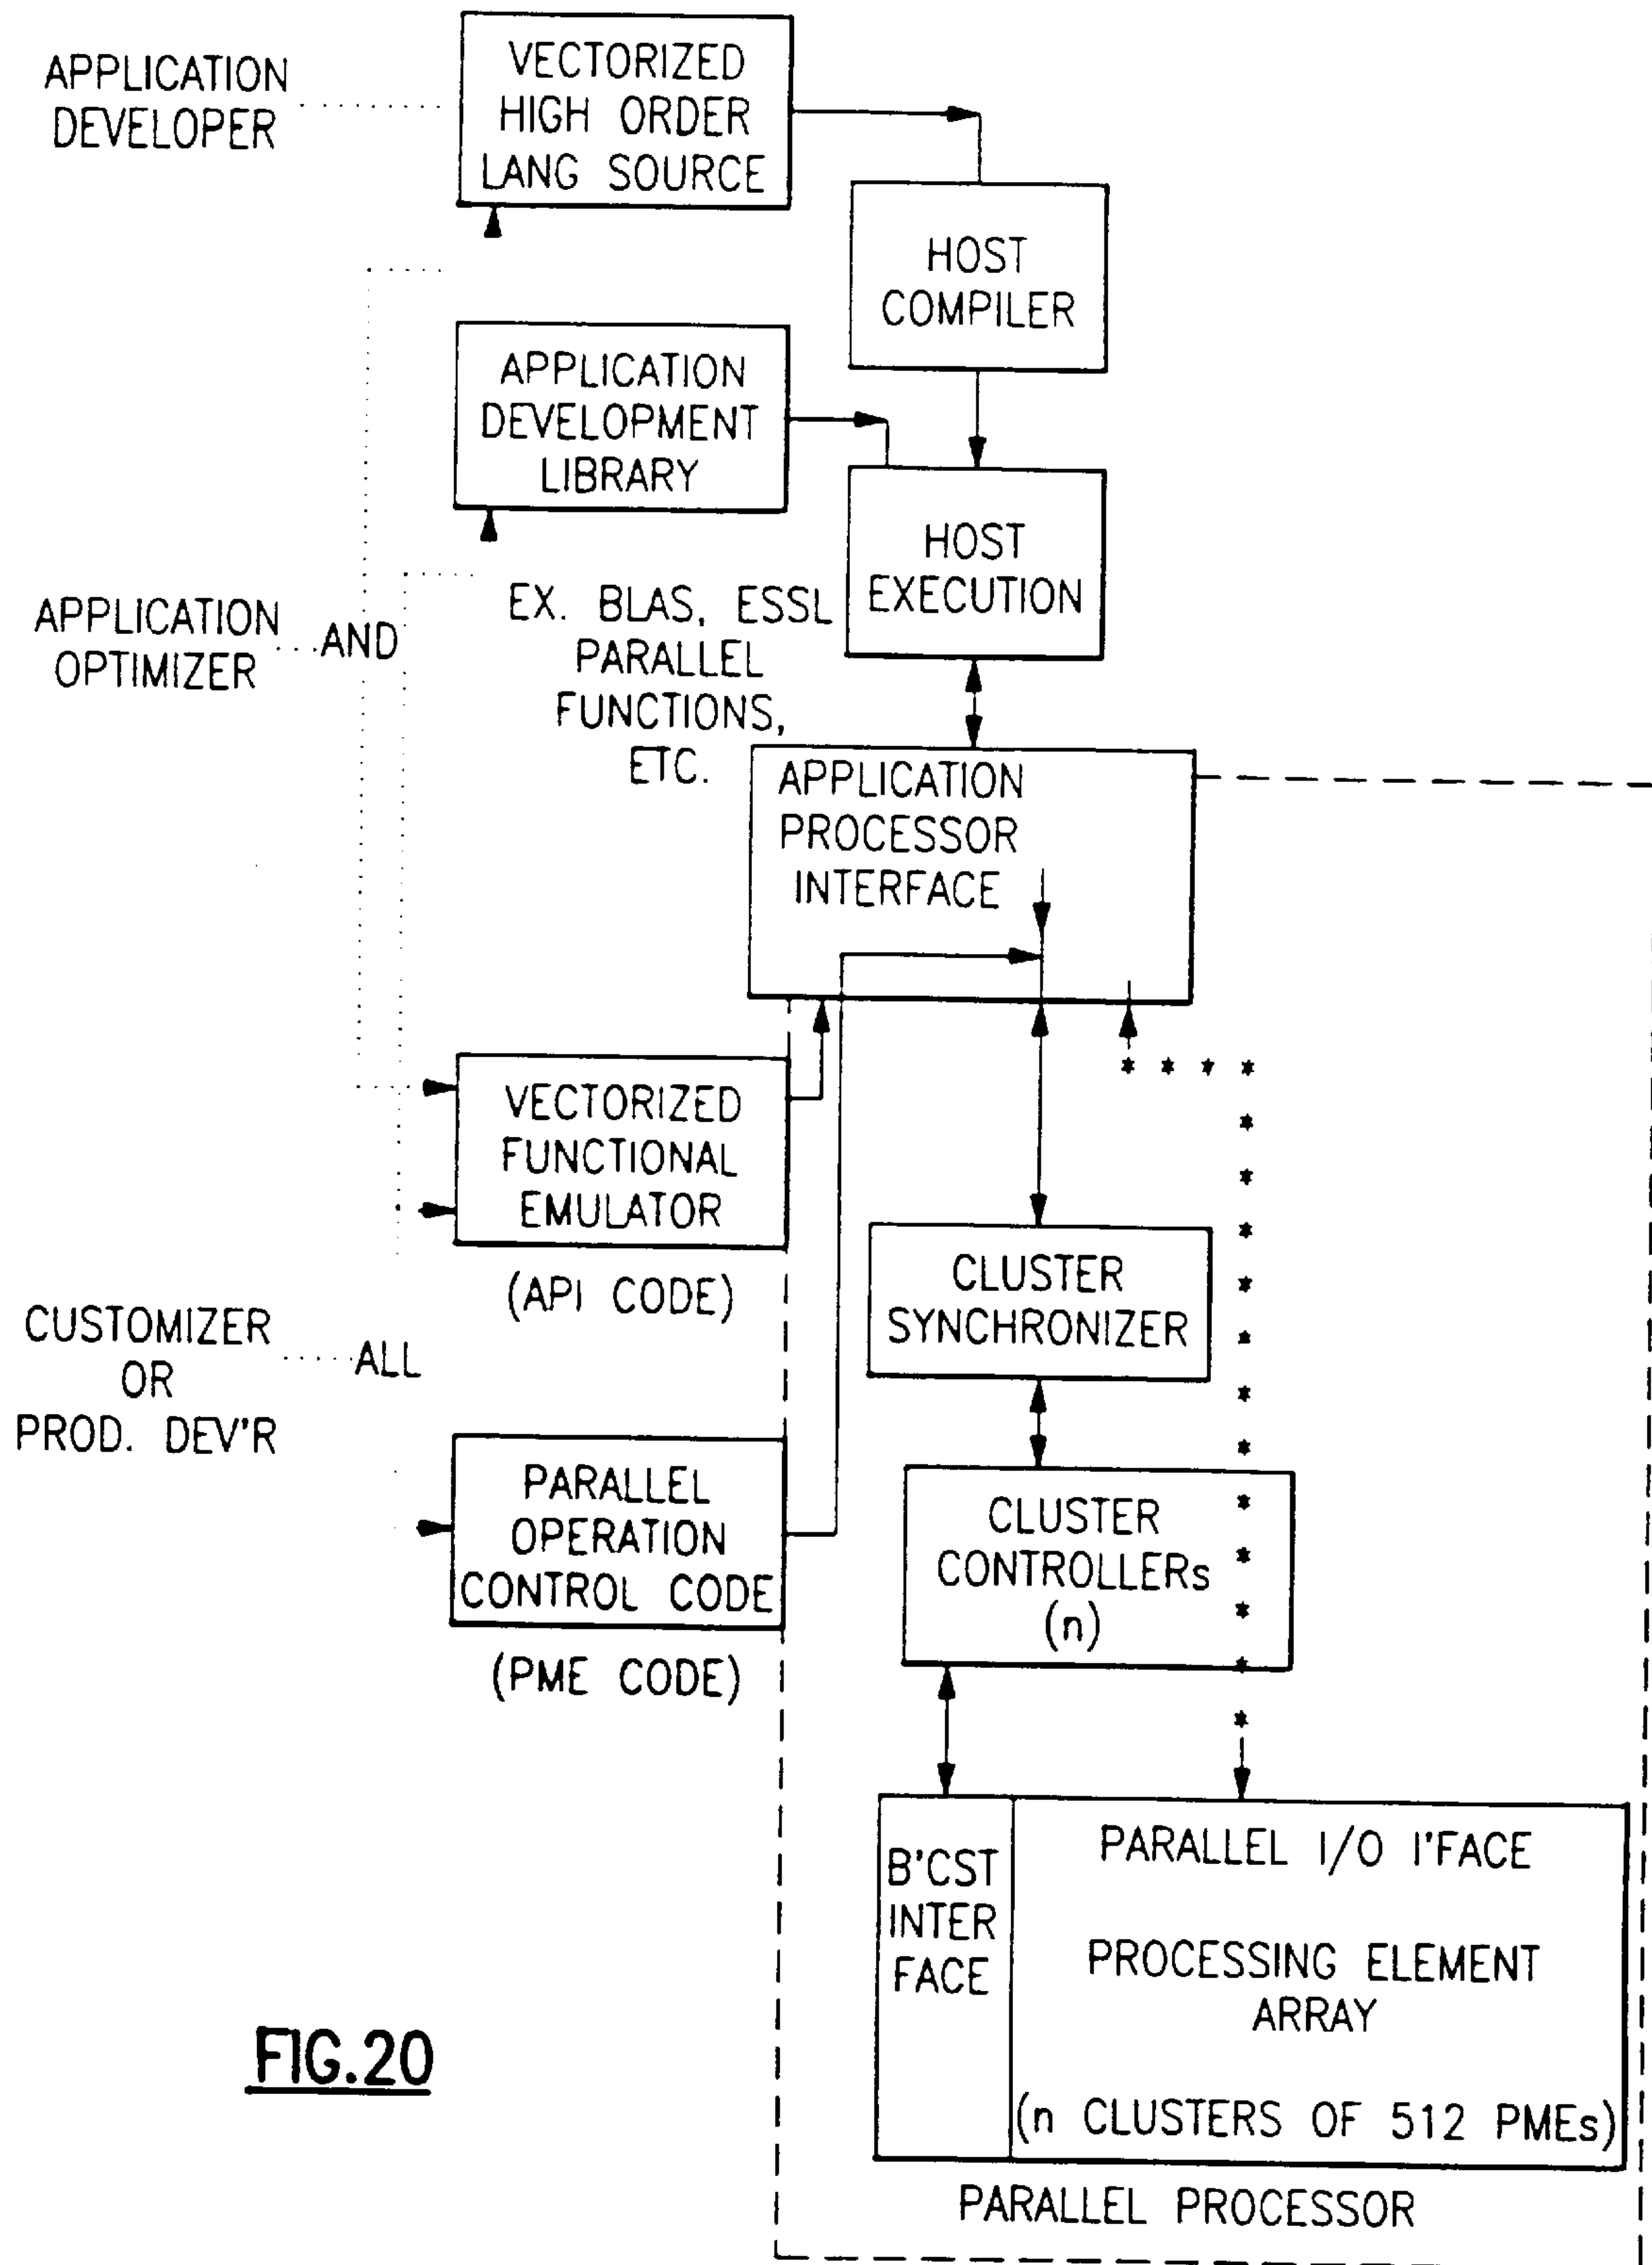 APPLICATION
DEVELOPER
VECTORIZED
HIGH ORDER
LANG SOURCE
HOST
COMPILER
APPLICATION
DEVELOPMENT
LIBRARY
HOST
EXECUTION
APPLICATION
OPTIMIZER
AND
EX. BLAS, ESSL
PARALLEL
FUNCTIONS,
ETC.
APPLICATION
PROCESSOR
INTERFACE
VECTORIZED
FUNCTIONAL
EMULATOR
(API CODE)
CLUSTER
SYNCHRONIZER
CUSTOMIZER
OR
PROD. DEV'R
ALL
PARALLEL
OPERATION
CONTROL CODE
(PME CODE)
CLUSTER
CONTROLLERs
(n)
B'CST
INTER
FACE
PARALLEL I/O I'FACE
PROCESSING ELEMENT
ARRAY
(n CLUSTERS OF 512 PMEs)
PARALLEL PROCESSOR
FIG.20